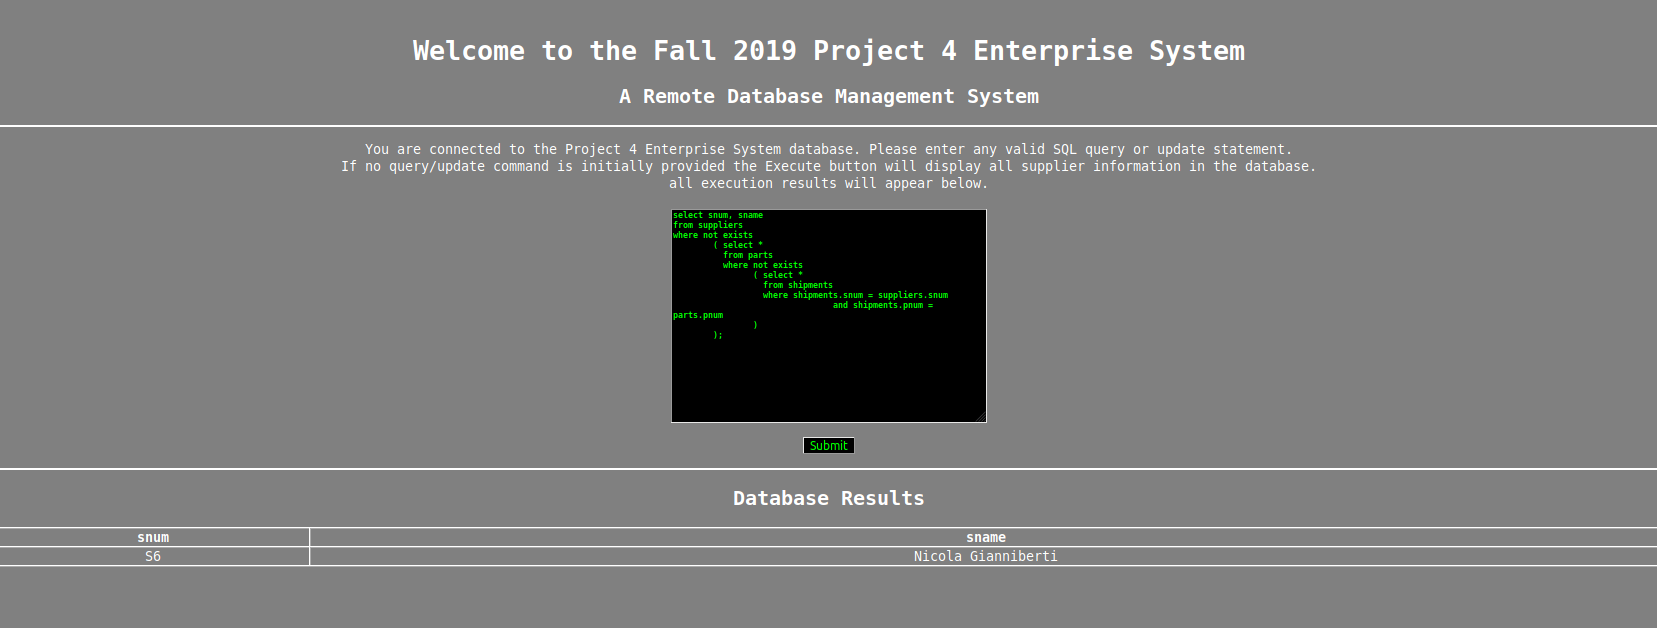 Welcome to the Fall 2019 Project 4 Enterprise System
A Remote Database Management System
You are connected to the Project 4 Enterprise System database. Please enter any valid SQL query or update statement.
If no query/update command is initially provided the Execute button will display all supplier information in the database.
all execution results will appear below.
select snum, sname
from suppliers
where not exists
( select *
from parts
where not exists
( select *
from shipments
where shipments.snum = suppliers.snum
and shipments.pnum =
parts.pnum
)
);
Submit
Database Results
snum sname
S6 Nicola Gianniberti